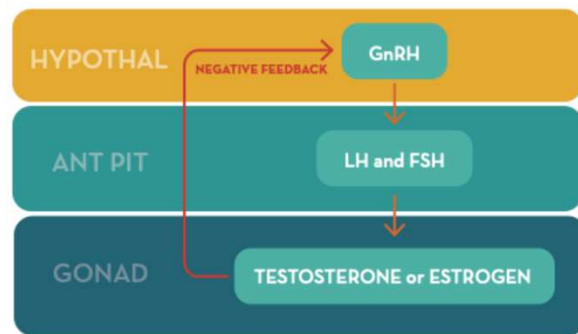 HYPOTHAL
GnRH
NEGATIVE FEEDBACK
ANT PIT
LH and FSH
GONAD
TESTOSTERONE or ESTROGEN